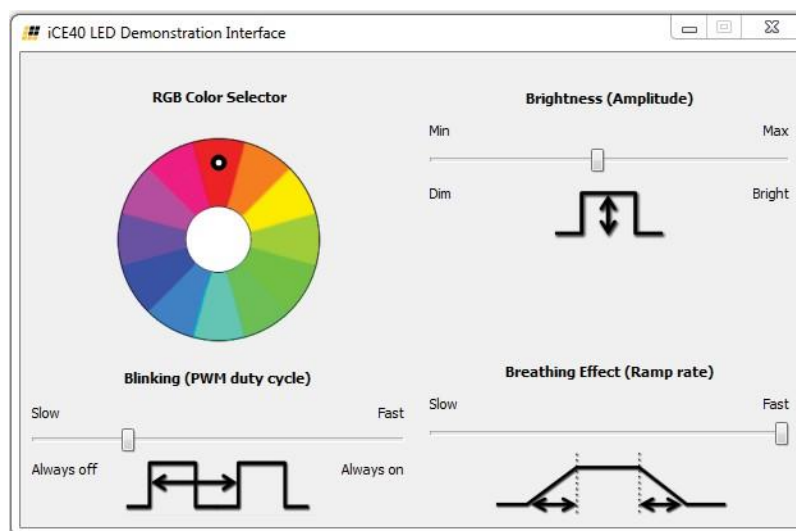 iCE40 LED Demonstration Interface
RGB Color Selector
Brightness (Amplitude)
Min Max
Dim Bright
Blinking (PWM duty cycle)
Slow Fast
Always off Always on
Breathing Effect (Ramp rate)
Slow Fast